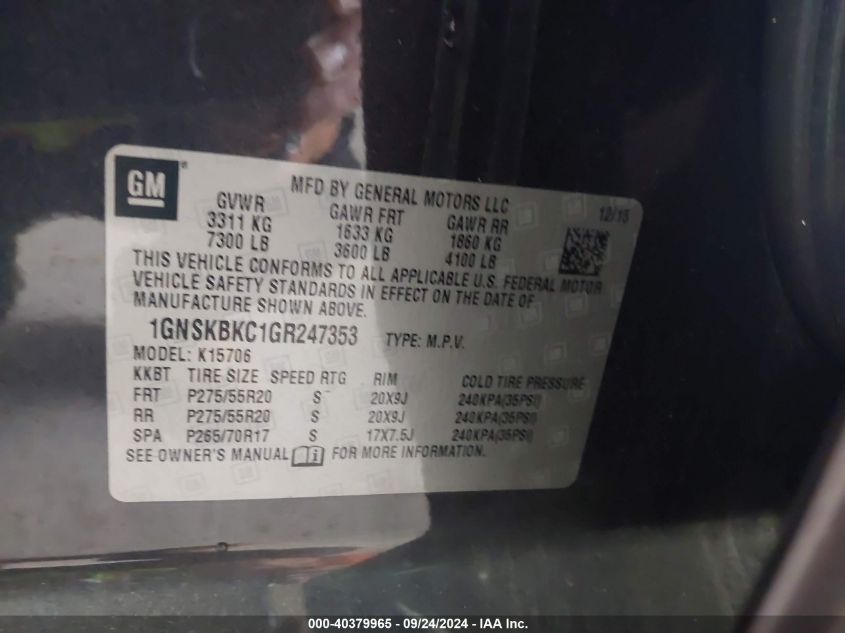 GM
MFD BY GENERAL MOTORS LLC
12/15
GVWR GAWR FRT GAWR RR
3311 KG 1633 KG 1860 KG
7300 LB 3600 LB 4100 LB
THIS VEHICLE CONFORMS TO ALL APPLICABLE U.S. FEDERAL MOTOR
VEHICLE SAFETY STANDARDS IN EFFECT ON THE DATE OF
MANUFACTURE SHOWN ABOVE.
1GNSKBKC1GR247353 TYPE: M.P.V.
MODEL: K15706
KKBT TIRE SIZE SPEED RTG RIM COLD TIRE PRESSURE
FRT P275/55R20 S 20X9J 240KPA(35PSI)
RR P275/55R20 S 20X9J 240KPA(35PSI)
SPA P265/70R17 S 17X7.5J 240KPA(35PSI)
SEE OWNER'S MANUAL i FOR MORE INFORMATION.
000-40379965 - 09/24/2024 - IAA Inc.